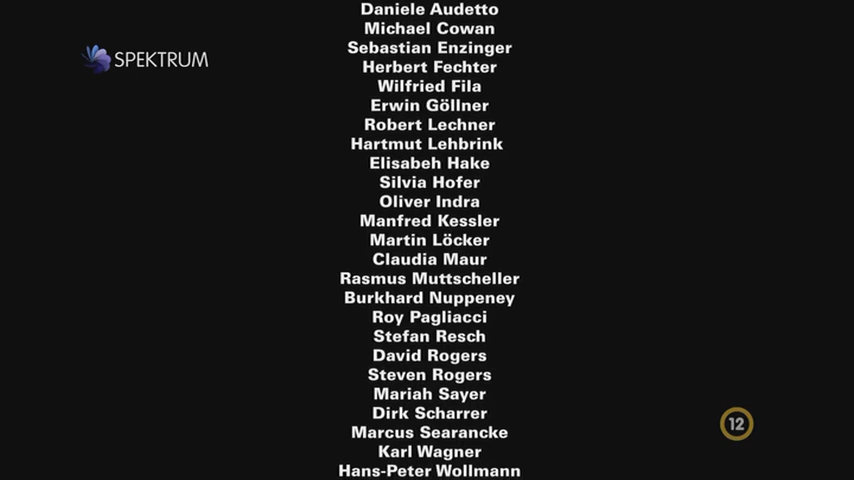 Daniele Audetto
Michael Cowan
SPEKTRUM
Sebastian Enzinger
Herbert Fechter
Wilfried Fila
Erwin Göllner
Robert Lechner
Hartmut Lehbrink
Elisabeh Hake
Silvia Hofer
Oliver Indra
Manfred Kessler
Martin Löcker
Claudia Maur
Rasmus Muttscheller
Burkhard Nuppeney
Roy Pagliacci
Stefan Resch
David Rogers
Steven Rogers
Mariah Sayer
Dirk Scharrer
12
Marcus Searancke
Karl Wagner
Hans-Peter Wollmann